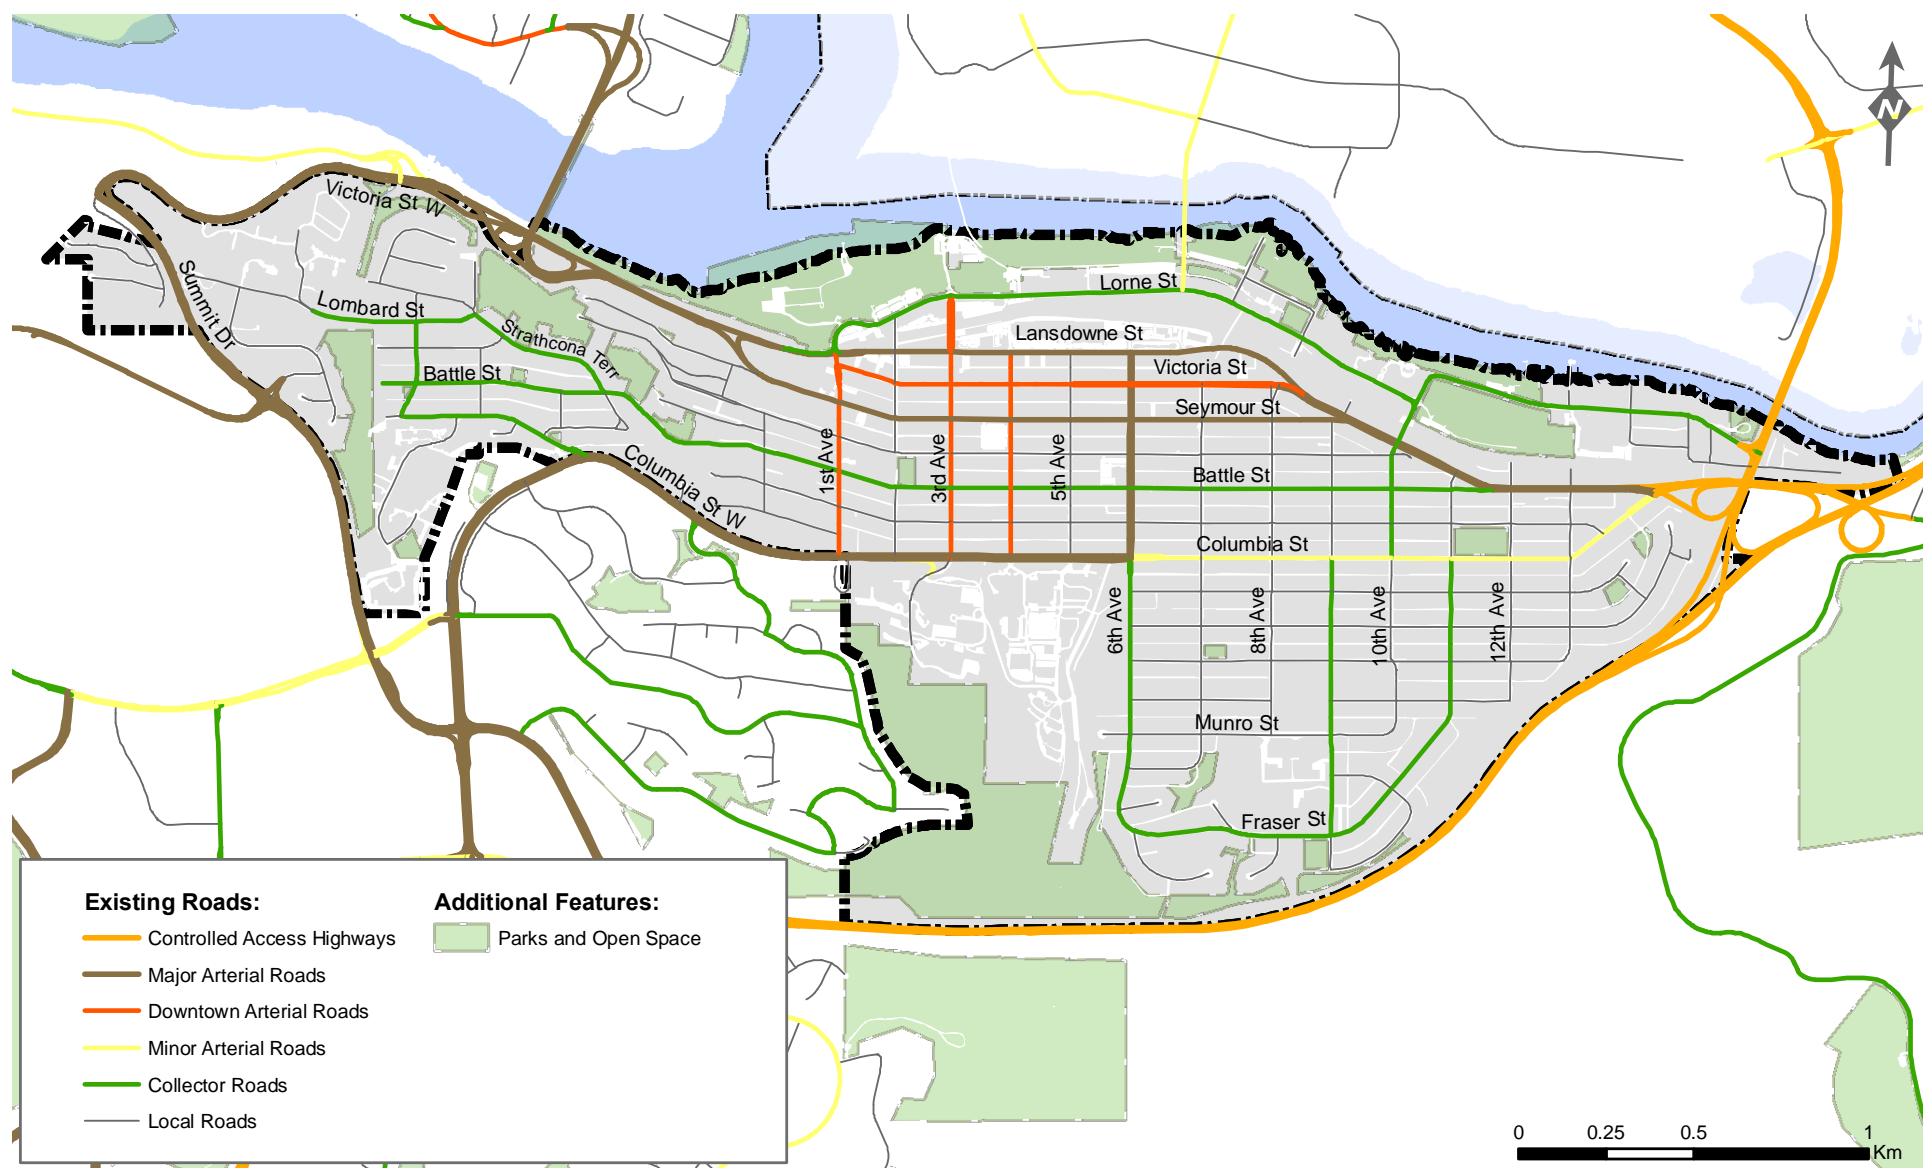 N
Victoria St W
Summit Dr
Lombard St
Strathcona Terr
Battle St
Columbia St W
Lorne St
Lansdowne St
Victoria St
Seymour St
1st Ave
3rd Ave
5th Ave
Battle St
Columbia St
6th Ave
8th Ave
10th Ave
12th Ave
Munro St
Fraser St
Existing Roads:
Controlled Access Highways
Major Arterial Roads
Downtown Arterial Roads
Minor Arterial Roads
Collector Roads
Local Roads
Additional Features:
Parks and Open Space
0 0.25 0.5 1
Km